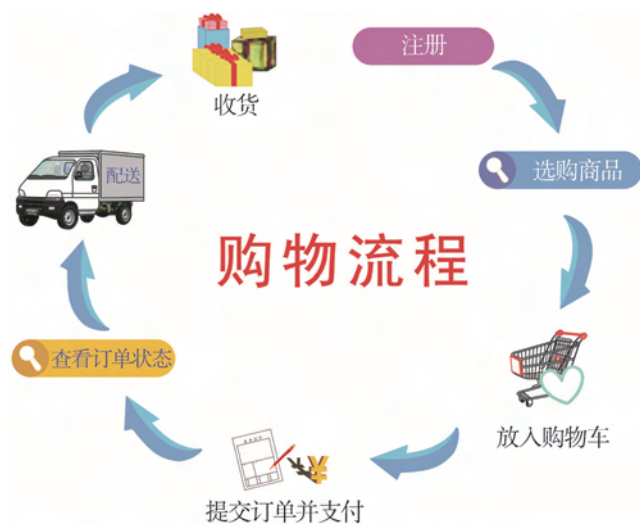 注册
选购商品
放入购物车
提交订单并支付
查看订单状态
配送
收货
购物流程